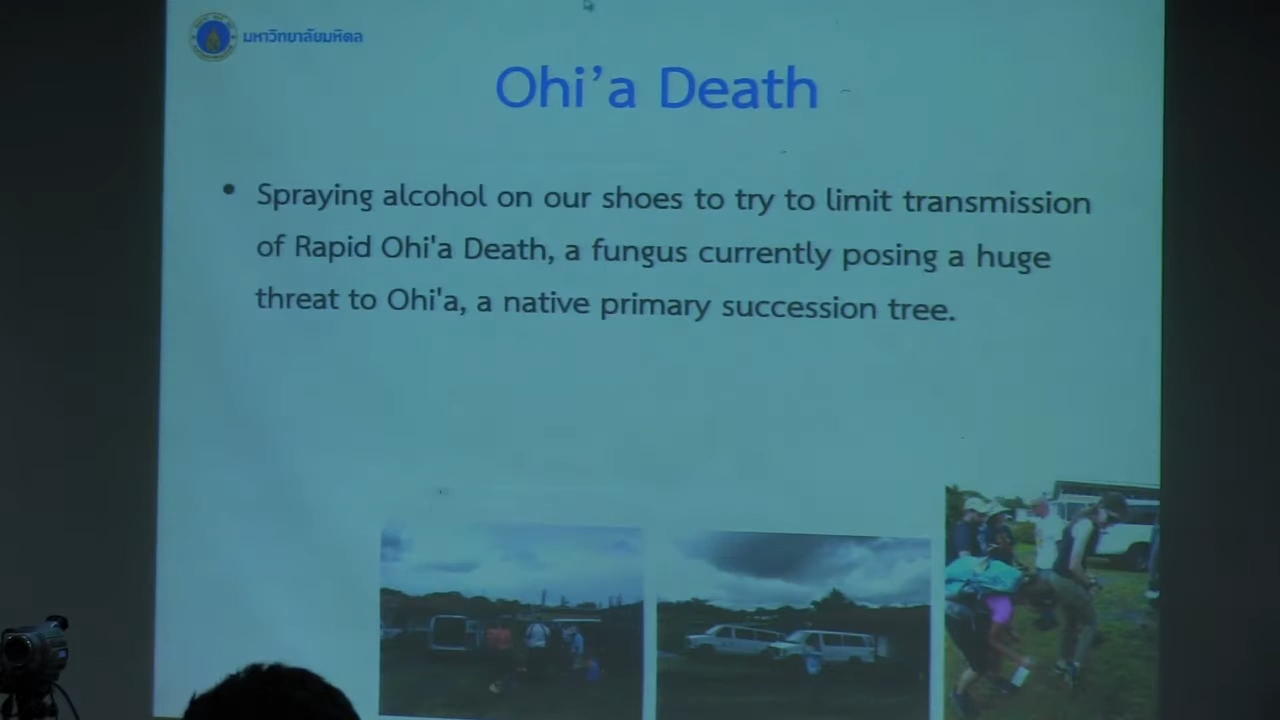 มหาวิทยาลัยมหิดล
Ohi’a Death
• Spraying alcohol on our shoes to try to limit transmission
of Rapid Ohi'a Death, a fungus currently posing a huge
threat to Ohi'a, a native primary succession tree.